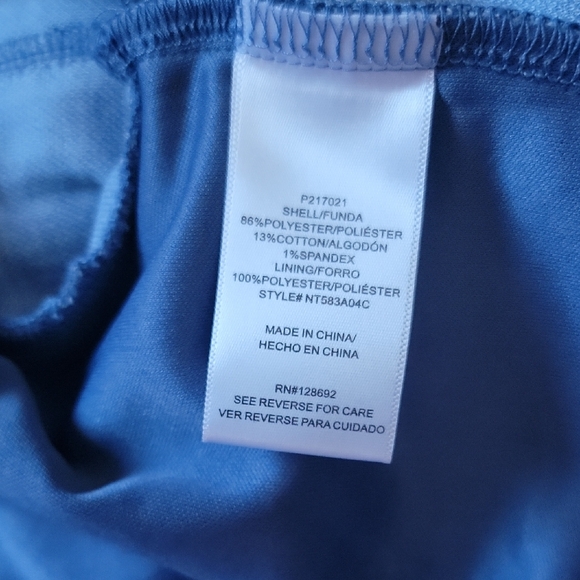 P217021
SHELL/FUNDA
86%POLYESTER/POLIÉSTER
13%COTTON/ALGODÓN
1%SPANDEX
LINING/FORRO
100%POLYESTER/POLIÉSTER
STYLE# NT583A04C
MADE IN CHINA/
HECHO EN CHINA
RN#128692
SEE REVERSE FOR CARE
VER REVERSE PARA CUIDADO